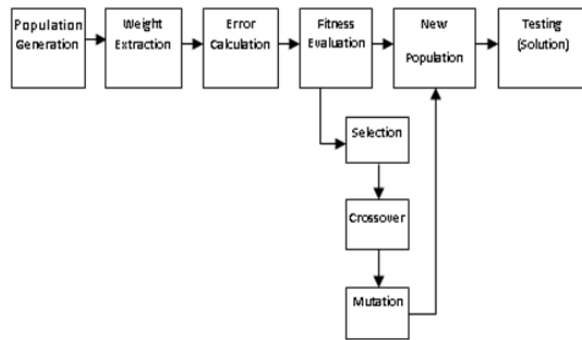 Population
Generation
Weight
Extraction
Error
Calculation
Fitness
Evaluation
New
Population
Testing
(Solution)
Selection
Crossover
Mutation